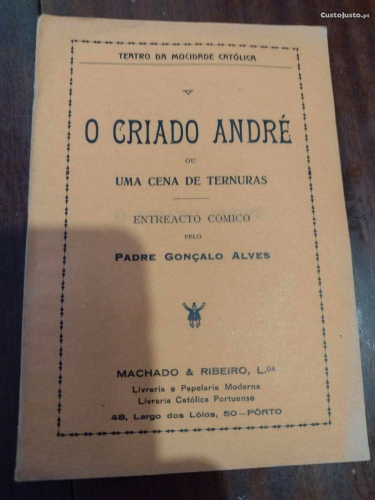 CustoJusto.pt
TEATRO DA MOCIDADE CATÓLICA
O CRIADO ANDRÉ
OU
UMA CENA DE TERNURAS
ENTREACTO CÓMICO
PELO
PADRE GONÇALO ALVES
MACHADO & RIBEIRO, L.DA
Livraria e Papelaria Moderna
Livraria Católica Portuense
48, Largo dos Lóios, 50—PÔRTO